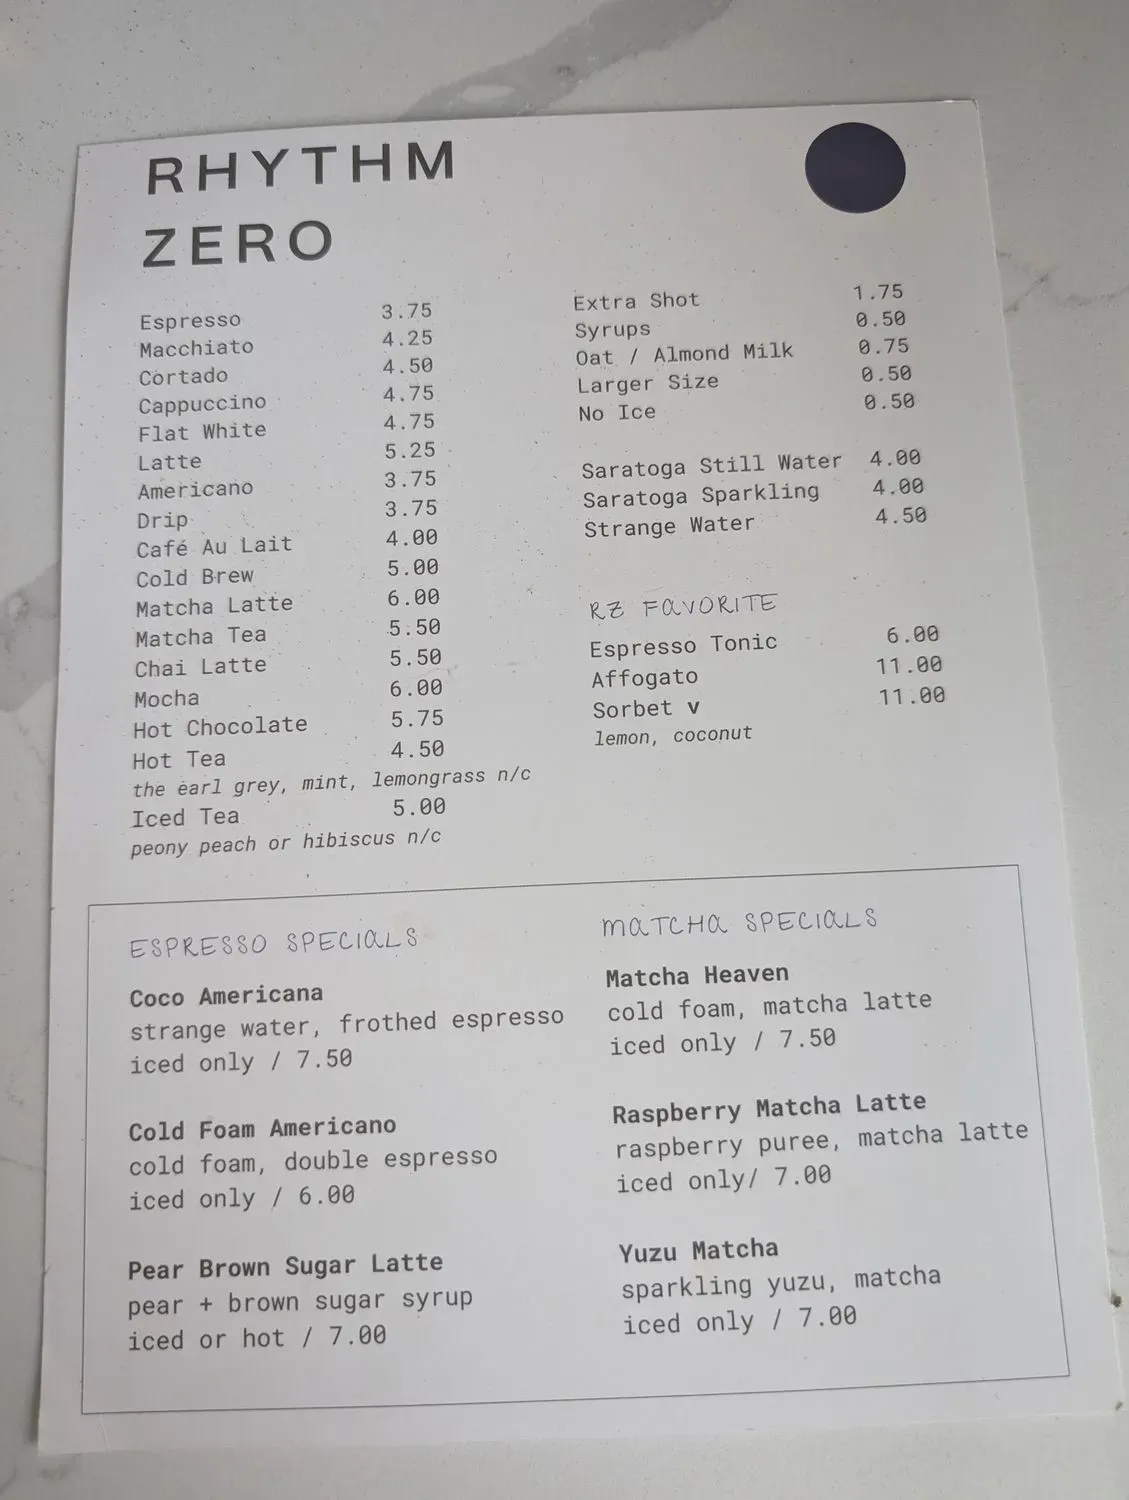 RHYTHM
ZERO
Espresso 3.75
Macchiato 4.25
Cortado 4.50
Cappuccino 4.75
Flat White 4.75
Latte 5.25
Americano 3.75
Drip 3.75
Café Au Lait 4.00
Cold Brew 5.00
Matcha Latte 6.00
Matcha Tea 5.50
Chai Latte 5.50
Mocha 6.00
Hot Chocolate 5.75
Hot Tea 4.50
the earl grey, mint, lemongrass n/c
Iced Tea 5.00
peony peach or hibiscus n/c
Extra Shot 1.75
Syrups 0.50
Oat / Almond Milk 0.75
Larger Size 0.50
No Ice 0.50
Saratoga Still Water 4.00
Saratoga Sparkling 4.00
Strange Water 4.50
RZ FAVORITE
Espresso Tonic 6.00
Affogato 11.00
Sorbet v 11.00
lemon, coconut
ESPRESSO SPECIALS
Coco Americana
strange water, frothed espresso
iced only / 7.50
Cold Foam Americano
cold foam, double espresso
iced only / 6.00
Pear Brown Sugar Latte
pear + brown sugar syrup
iced or hot / 7.00
MATCHA SPECIALS
Matcha Heaven
cold foam, matcha latte
iced only / 7.50
Raspberry Matcha Latte
raspberry puree, matcha latte
iced only/ 7.00
Yuzu Matcha
sparkling yuzu, matcha
iced only / 7.00